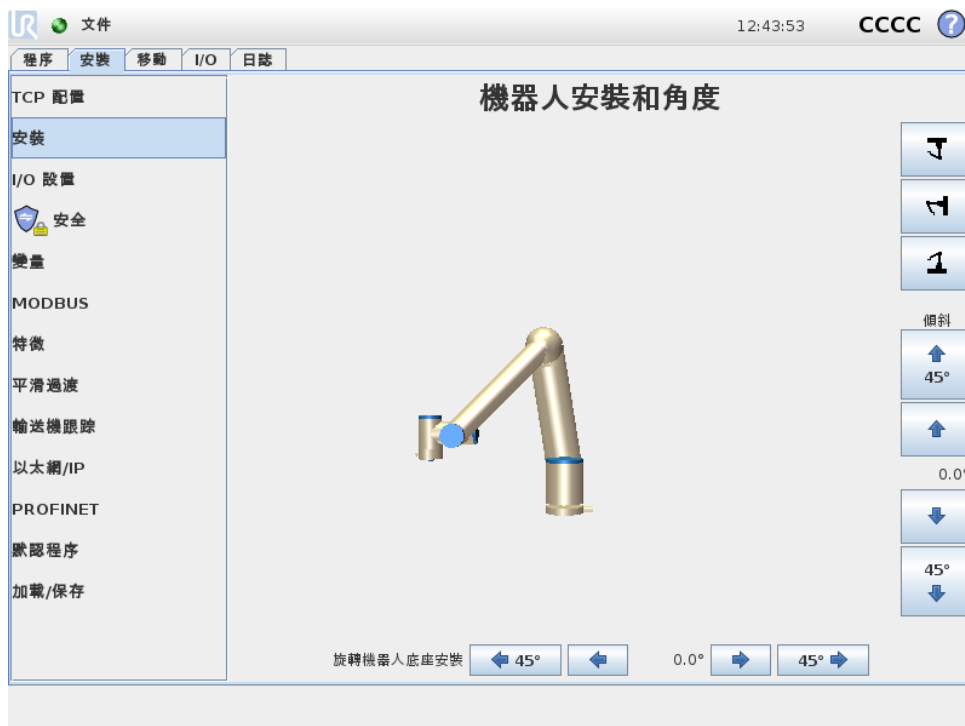 UR 文件 12:43:53 CCCC ?
程序 安裝 移動 I/O 日誌
TCP 配置
安裝
I/O 設置
安全
變量
MODBUS
特徵
平滑過渡
輸送機跟踪
以太網/IP
PROFINET
默認程序
加載/保存
機器人安裝和角度
傾斜
45°
0.0°
45°
旋轉機器人底座安裝 45° 0.0° 45°